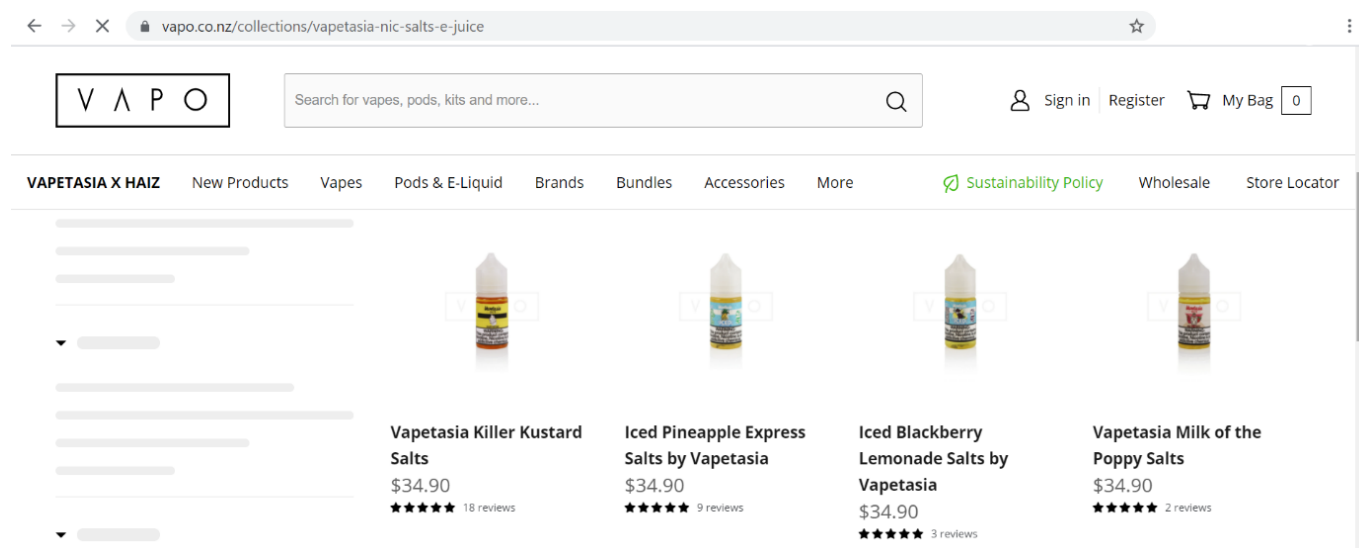 vapo.co.nz/collections/vapetasia-nic-salts-e-juice
VAPO
Search for vapes, pods, kits and more...
Sign in
Register
My Bag
0
VAPETASIA X HAIZ
New Products
Vapes
Pods & E-Liquid
Brands
Bundles
Accessories
More
Sustainability Policy
Wholesale
Store Locator
Vapetasia Killer Kustard
Salts
$34.90
18 reviews
Iced Pineapple Express
Salts by Vapetasia
$34.90
9 reviews
Iced Blackberry
Lemonade Salts by
Vapetasia
$34.90
3 reviews
Vapetasia Milk of the
Poppy Salts
$34.90
2 reviews